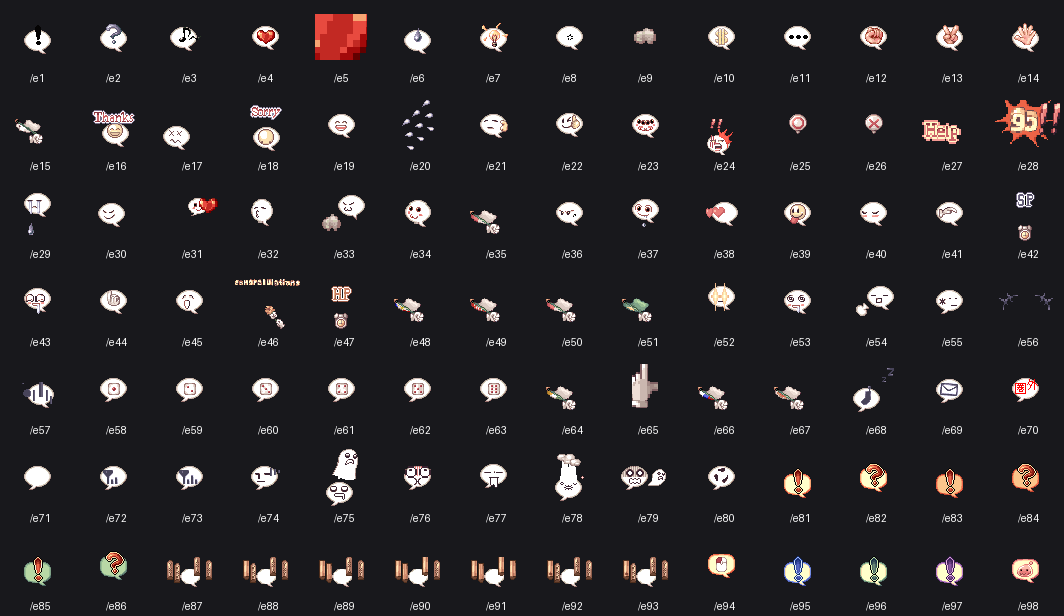 /e1 /e2 /e3 /e4 /e5 /e6 /e7 /e8 /e9 /e10 /e11 /e12 /e13 /e14
Thanks Sorry Help 95!!
/e15 /e16 /e17 /e18 /e19 /e20 /e21 /e22 /e23 /e24 /e25 /e26 /e27 /e28
SP
/e29 /e30 /e31 /e32 /e33 /e34 /e35 /e36 /e37 /e38 /e39 /e40 /e41 /e42
congratulations HP
/e43 /e44 /e45 /e46 /e47 /e48 /e49 /e50 /e51 /e52 /e53 /e54 /e55 /e56
zz 圏外
/e57 /e58 /e59 /e60 /e61 /e62 /e63 /e64 /e65 /e66 /e67 /e68 /e69 /e70
/e71 /e72 /e73 /e74 /e75 /e76 /e77 /e78 /e79 /e80 /e81 /e82 /e83 /e84
/e85 /e86 /e87 /e88 /e89 /e90 /e91 /e92 /e93 /e94 /e95 /e96 /e97 /e98